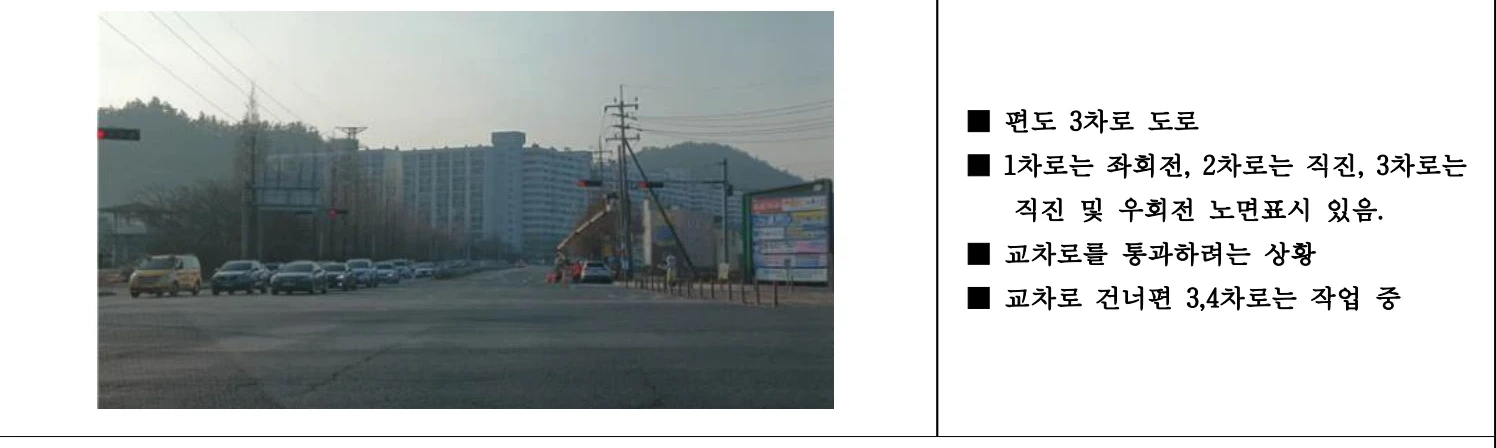 ■ 편도 3차로 도로
■ 1차로는 좌회전, 2차로는 직진, 3차로는
직진 및 우회전 노면표시 있음.
■ 교차로를 통과하려는 상황
■ 교차로 건너편 3,4차로는 작업 중